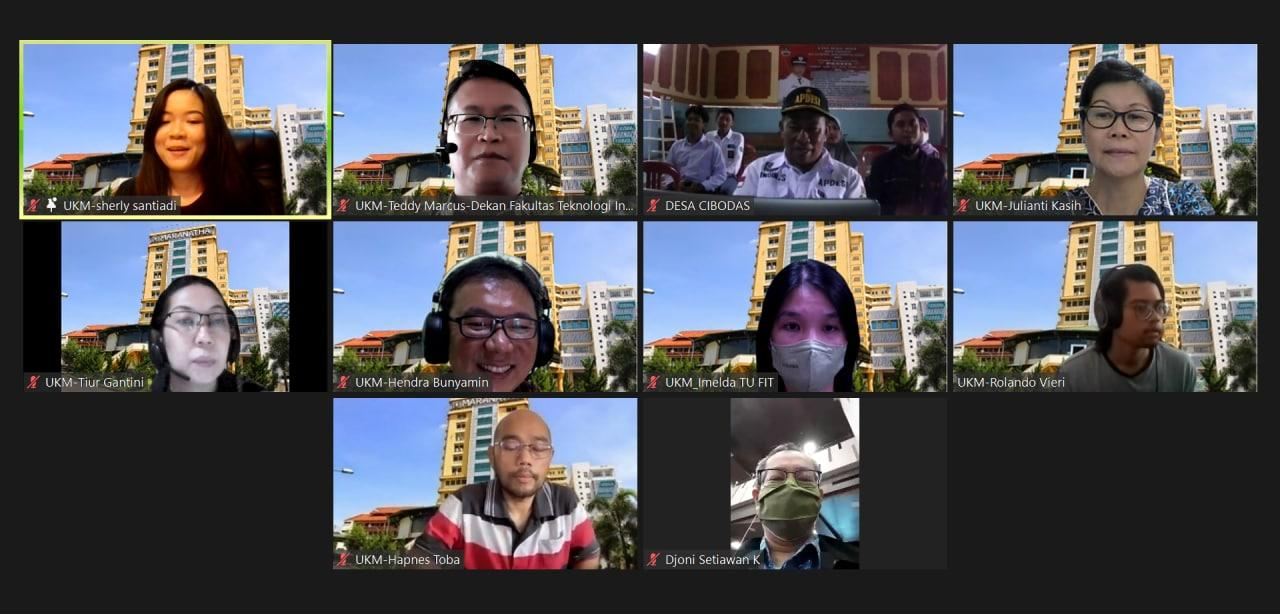 UKM-sherly santiadi
UKM-Teddy Marcus-Dekan Fakultas Teknologi In...
APDESI
APDESI
DESA CIBODAS
UKM-Julianti Kasih
MARANATHA
UKM-Tiur Gantini
UKM-Hendra Bunyamin
UKM_Imelda TU FIT
UKM-Rolando Vieri
UKM-Hapnes Toba
Djoni Setiawan K